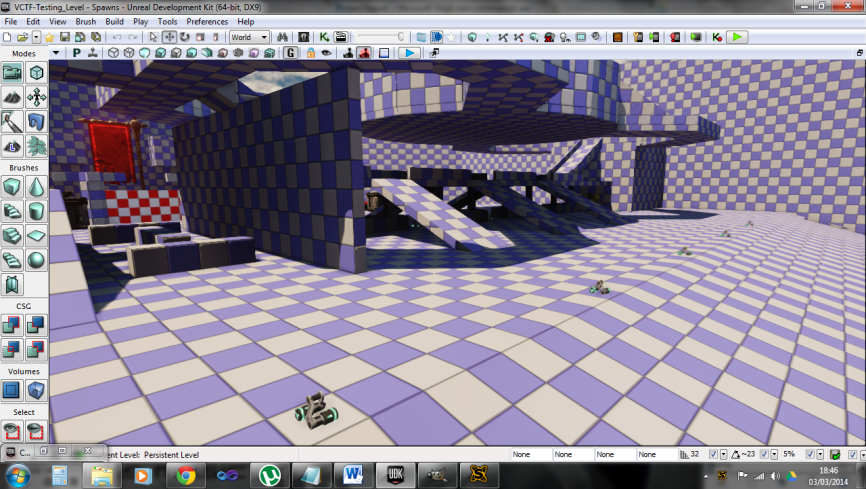 VCTF-Testing_Level - Spawns - Unreal Development Kit (64-bit, DX9)
File Edit View Brush Build Play Tools Preferences Help
World
Modes
P
G
L
Brushes
CSG
Volumes
Select
C...
tent Level: Persistent Level
None None None None 32 ~23 5%
W UDK
18:46
03/03/2014